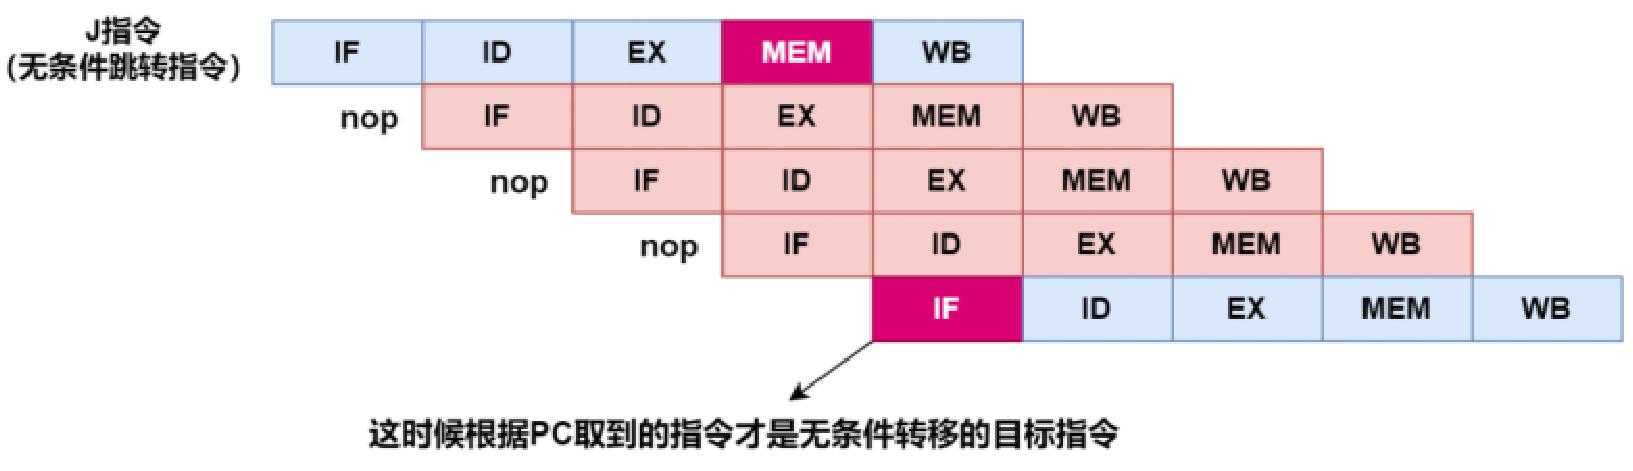 J指令
(无条件跳转指令)
IF ID EX MEM WB
nop IF ID EX MEM WB
nop IF ID EX MEM WB
nop IF ID EX MEM WB
IF ID EX MEM WB
这时候根据PC取到的指令才是无条件转移的目标指令